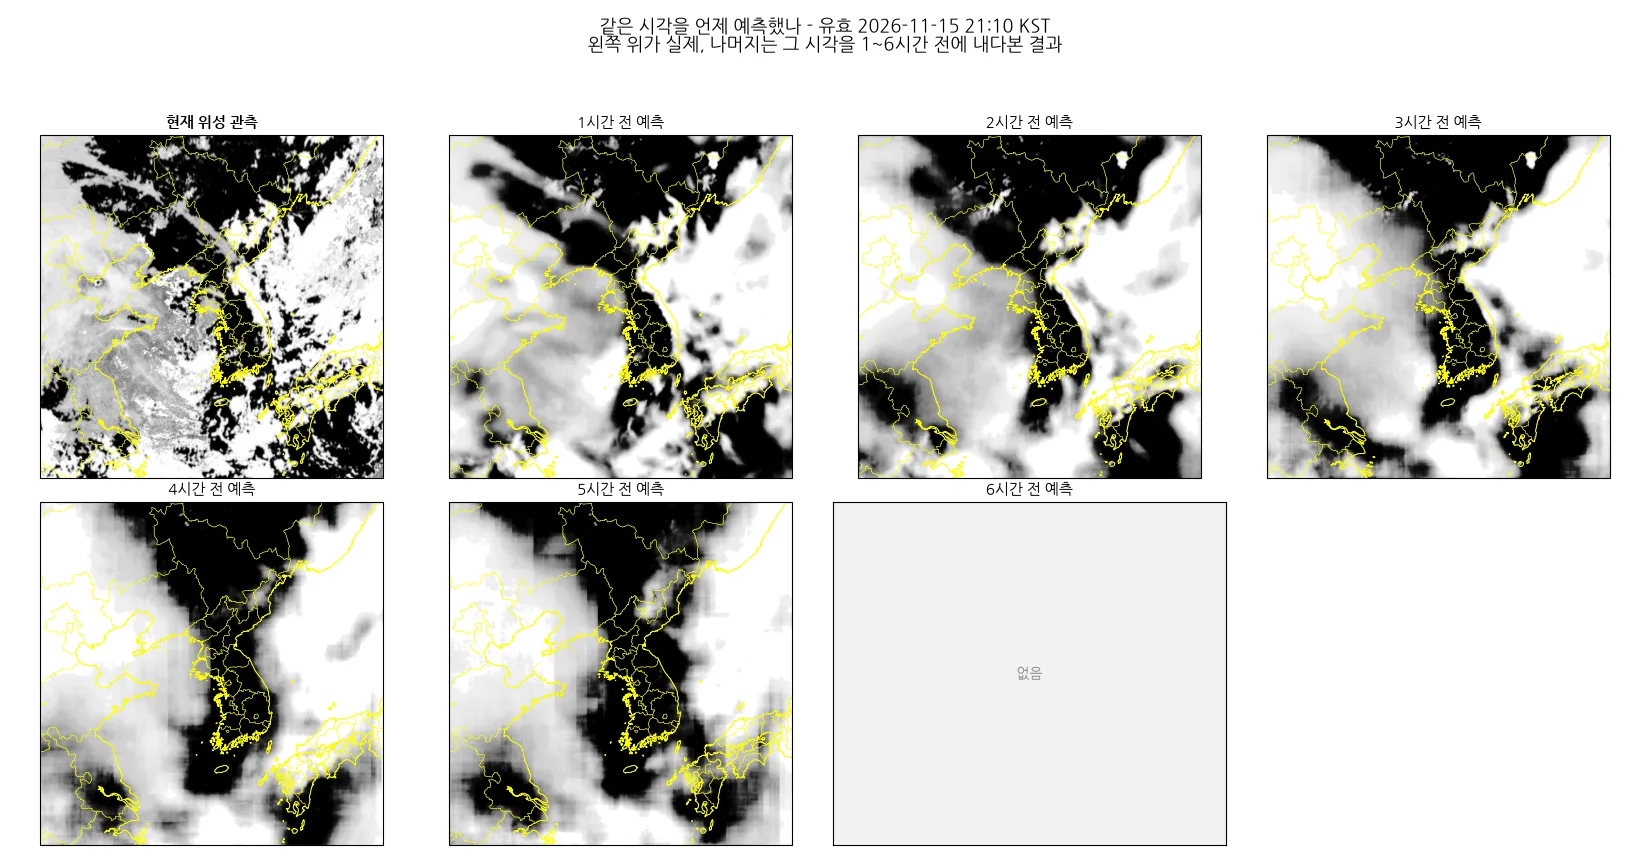 같은 시각을 언제 예측했나 - 유효 2026-11-15 21:10 KST
왼쪽 위가 실제, 나머지는 그 시각을 1~6시간 전에 내다본 결과
현재 위성 관측
1시간 전 예측
2시간 전 예측
3시간 전 예측
4시간 전 예측
5시간 전 예측
6시간 전 예측
없음